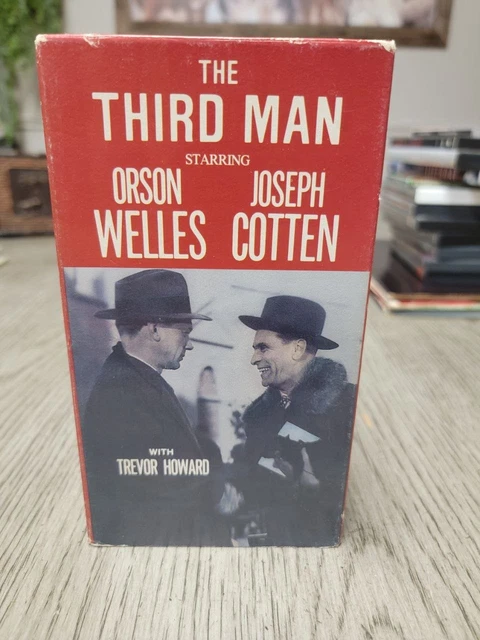 THE
THIRD MAN
STARRING
ORSON JOSEPH
WELLES COTTEN
WITH
TREVOR HOWARD